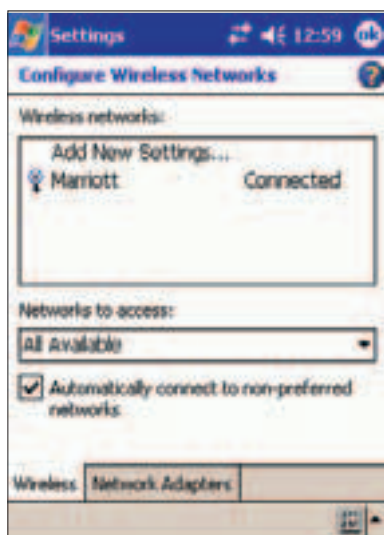 Settings 12:59 ok
Configure Wireless Networks ?
Wireless networks:
Add New Settings...
Marriott Connected
Networks to access:
All Available
Automatically connect to non-preferred
networks
Wireless Network Adapters